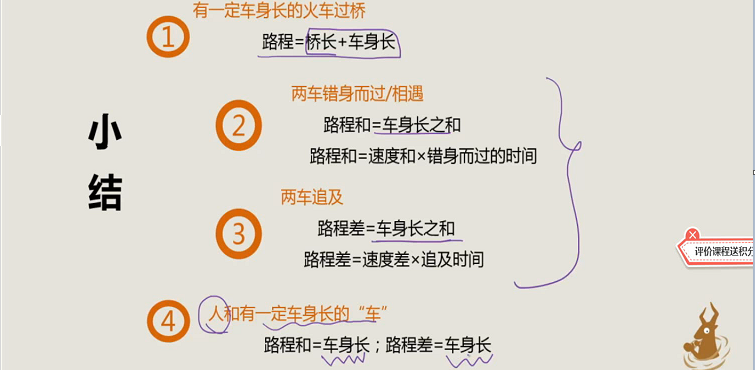 小结
① 有一定车身长的火车过桥
路程=桥长+车身长
② 两车错身而过/相遇
路程和=车身长之和
路程和=速度和×错身而过的时间
③ 两车追及
路程差=车身长之和
路程差=速度差×追及时间
④ 人和有一定车身长的“车”
路程和=车身长；路程差=车身长
评价课程送积分